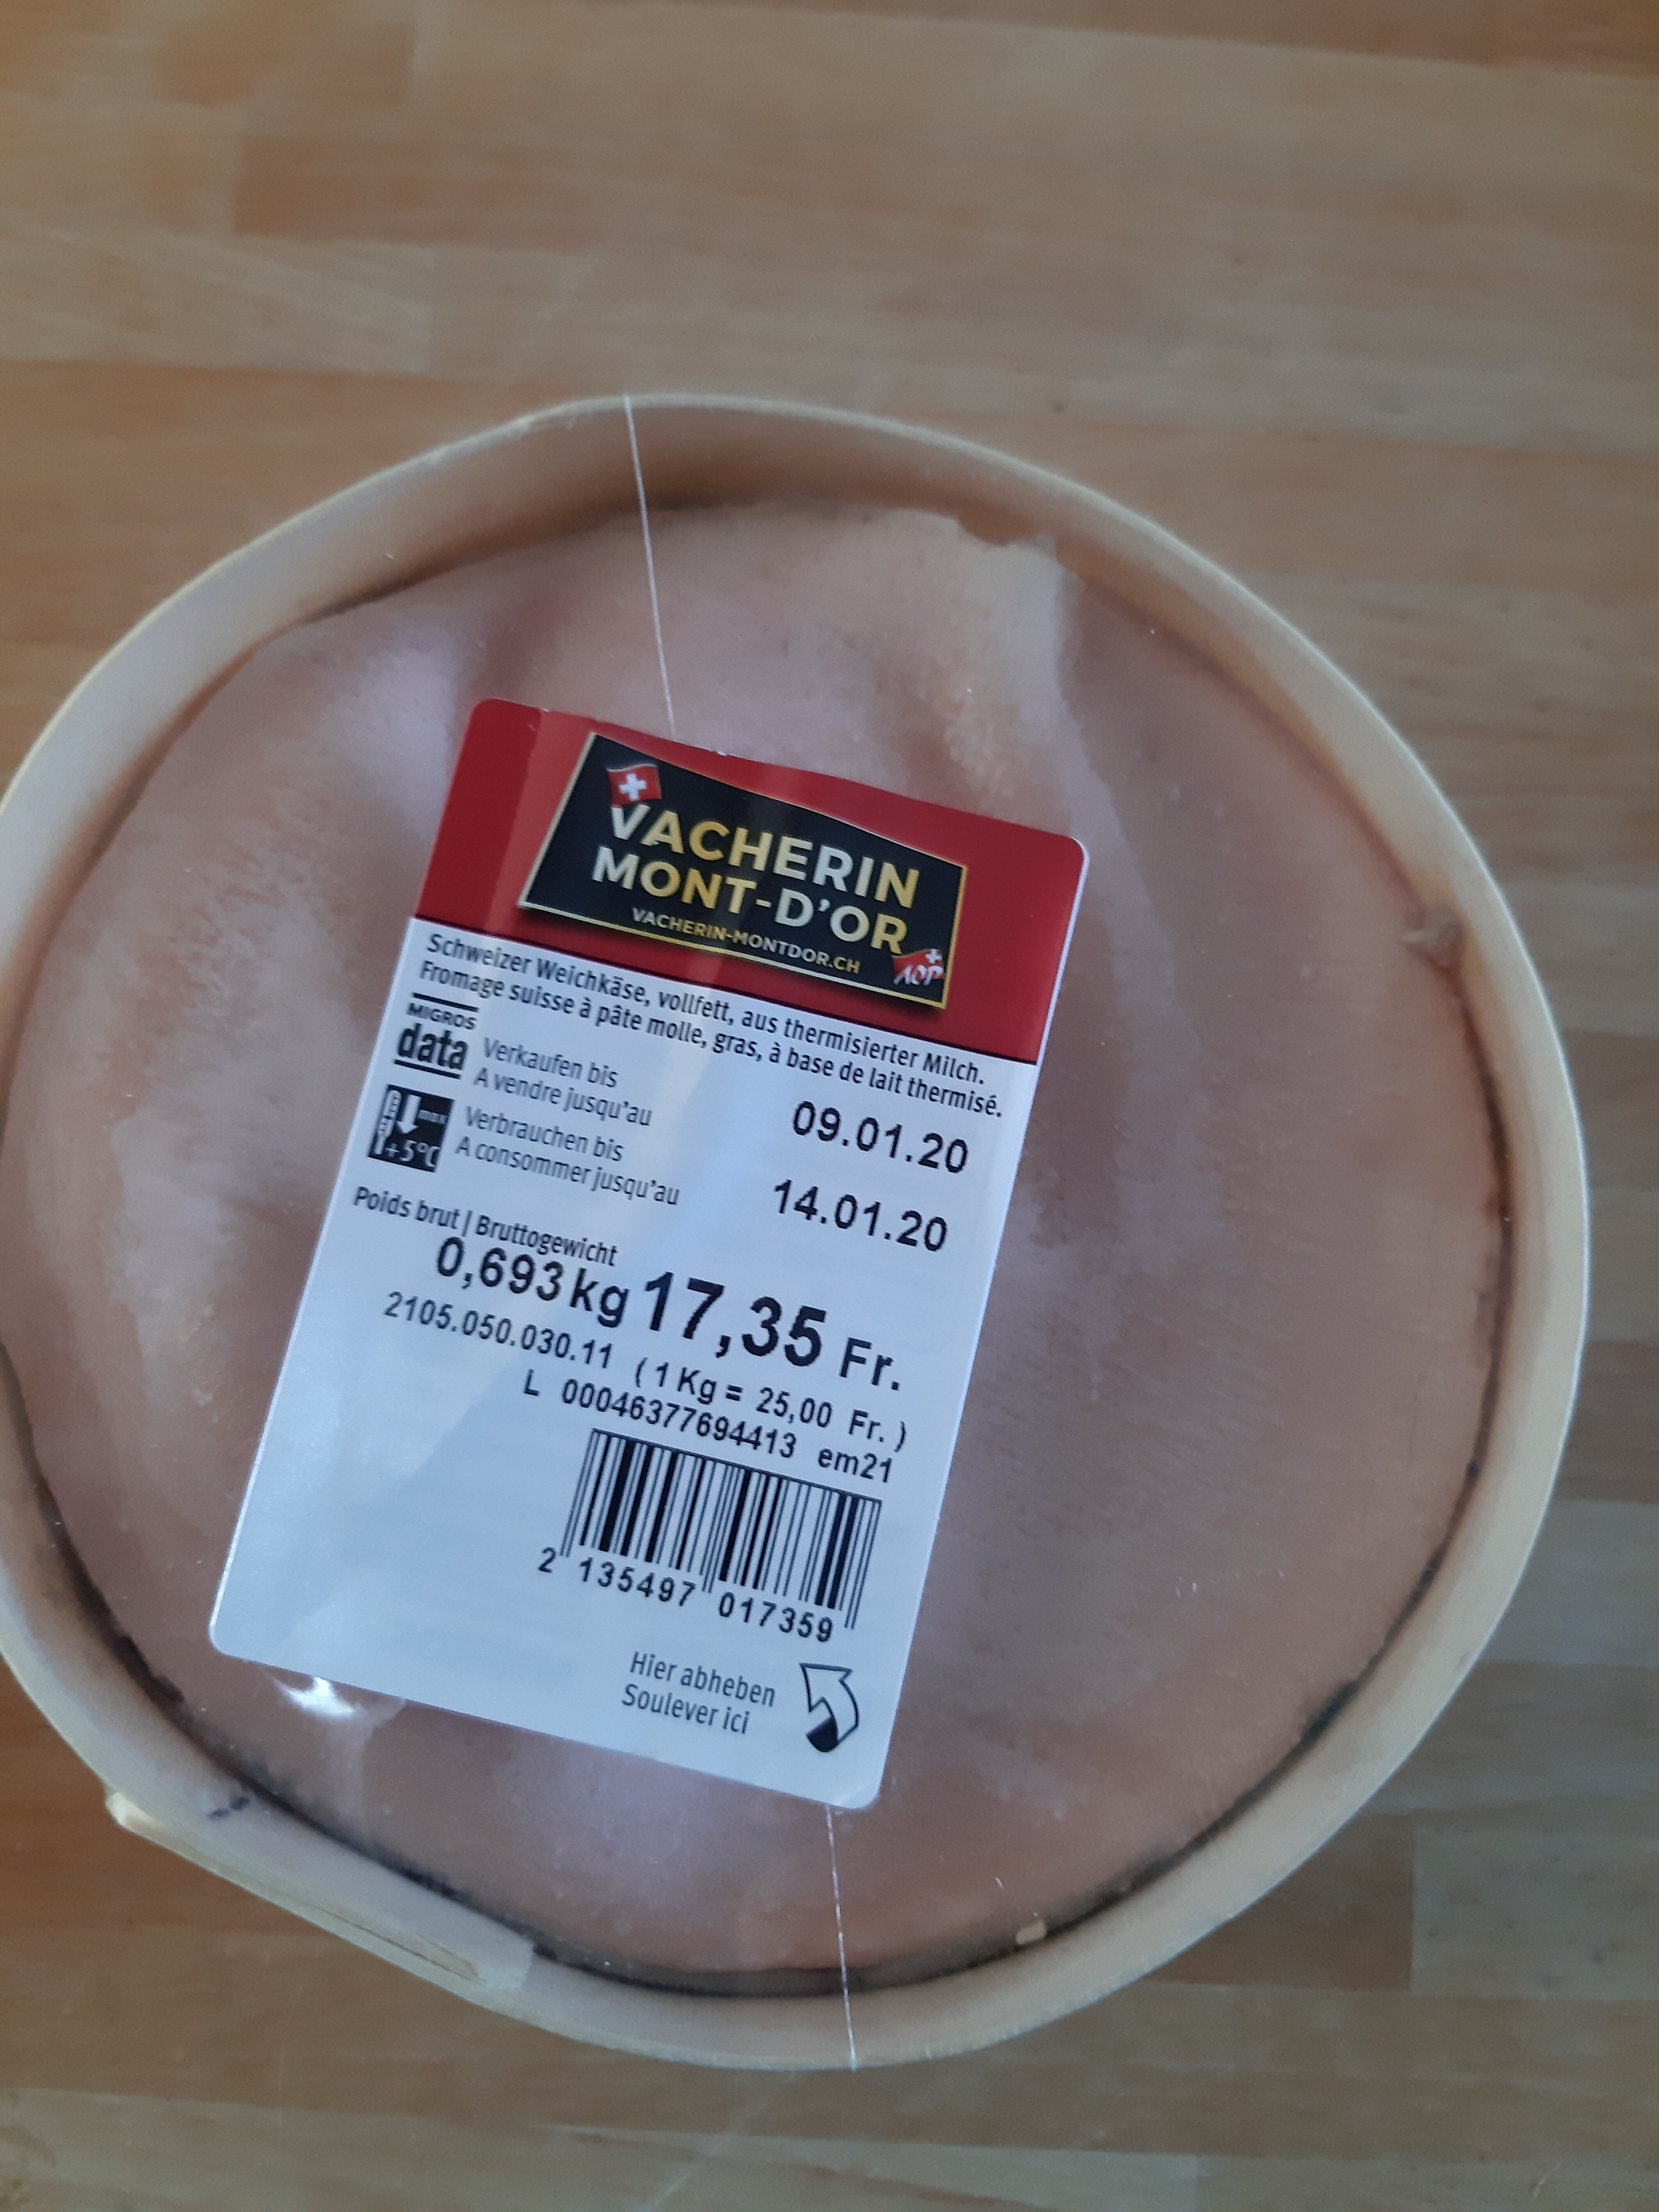 VACHERIN
MONT-D'OR
VACHERIN-MONTDOR.CH
AOP
Schweizer Weichkäse, vollfett, aus thermisierter Milch.
Fromage suisse à pâte molle, gras, à base de lait thermisé.
MIGROS
data
Verkaufen bis
A vendre jusqu'au
09.01.20
max
+5°C
Verbrauchen bis
A consommer jusqu'au
14.01.20
Poids brut | Bruttogewicht
0,693 kg 17,35 Fr.
2105.050.030.11 ( 1 Kg = 25,00 Fr. )
L 00046377694413 em21
2 135497 017359
Hier abheben
Soulever ici